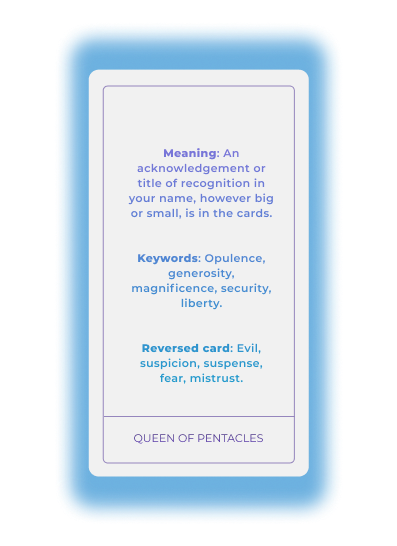 Meaning: An
acknowledgement or
title of recognition in
your name, however big
or small, is in the cards.
Keywords: Opulence,
generosity,
magnificence, security,
liberty.
Reversed card: Evil,
suspicion, suspense,
fear, mistrust.
QUEEN OF PENTACLES